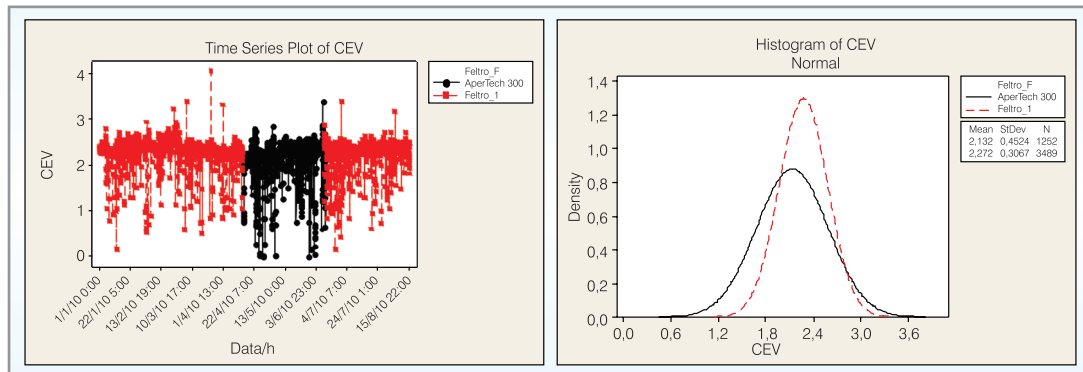 Time Series Plot of CEV
Feltro_F
AperTech 300
Feltro_1
CEV
4
3
2
1
0
1/1/10 0:00
22/1/10 5:00
13/2/10 19:00
10/3/10 17:00
1/4/10 13:00
22/4/10 7:00
13/5/10 0:00
3/6/10 23:00
4/7/10 7:00
24/7/10 1:00
15/8/10 22:00
Data/h
Histogram of CEV
Normal
Feltro_F
AperTech 300
Feltro_1
Mean StDev N
2,132 0,4524 1252
2,272 0,3067 3489
Density
1,4
1,2
1,0
0,8
0,6
0,4
0,2
0,0
0,0 0,6 1,2 1,8 2,4 3,0 3,6
CEV